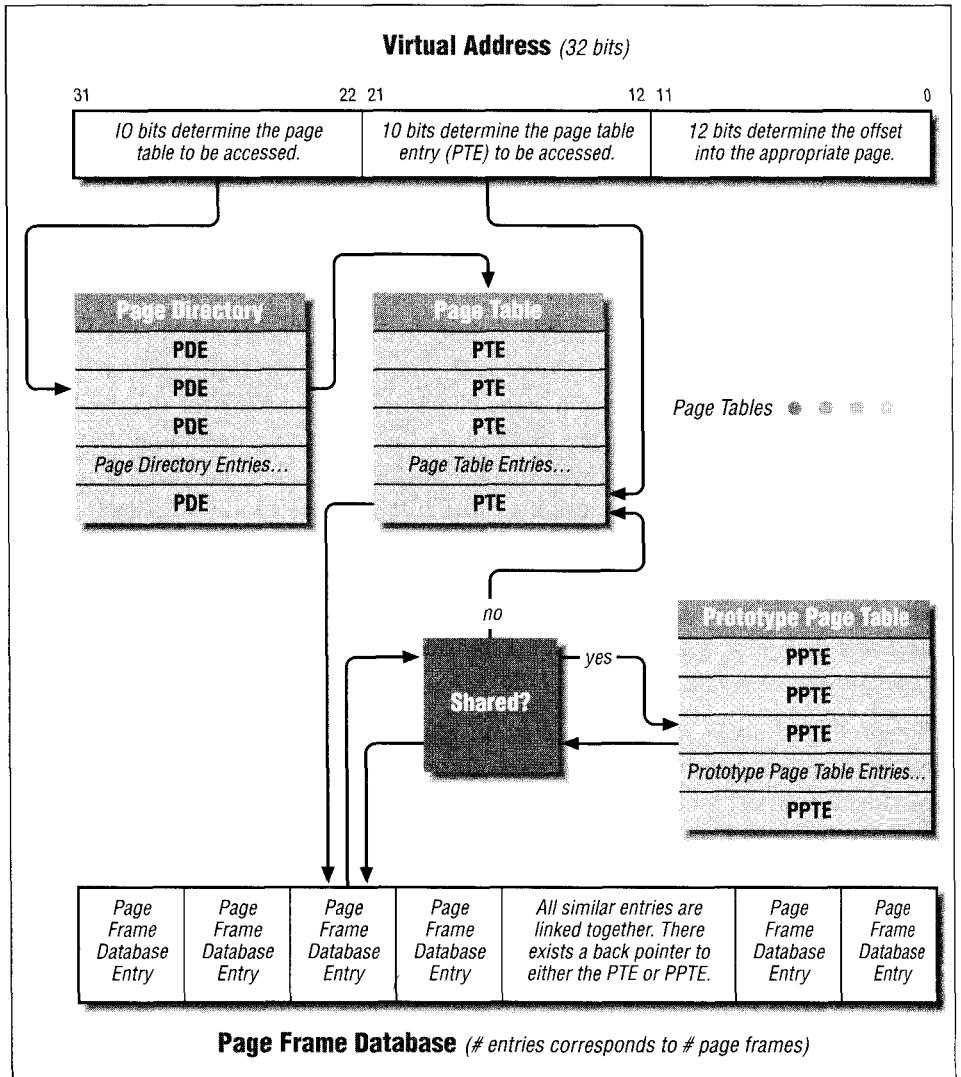 Virtual Address (32 bits)
31
22 21
12 11
0
IO bits determine the page
table to be accessed.
10 bits determine the page table
entry (PTE) to be accessed.
12 bits determine the offset
into the appropriate page.
Page Directory
PDE
PDE
PDE
Page Directory Entries...
PDE
Page Table
PTE
PTE
PTE
Page Table Entries...
PTE
Page Tables
no
Shared?
yes
Prototype Page Table
PPTE
PPTE
PPTE
Prototype Page Table Entries...
PPTE
Page
Frame
Database
Entry
Page
Frame
Database
Entry
Page
Frame
Database
Entry
Page
Frame
Database
Entry
All similar entries are
linked together. There
exists a back pointer to
either the PTE or PPTE.
Page
Frame
Database
Entry
Page
Frame
Database
Entry
Page Frame Database (# entries corresponds to # page frames)